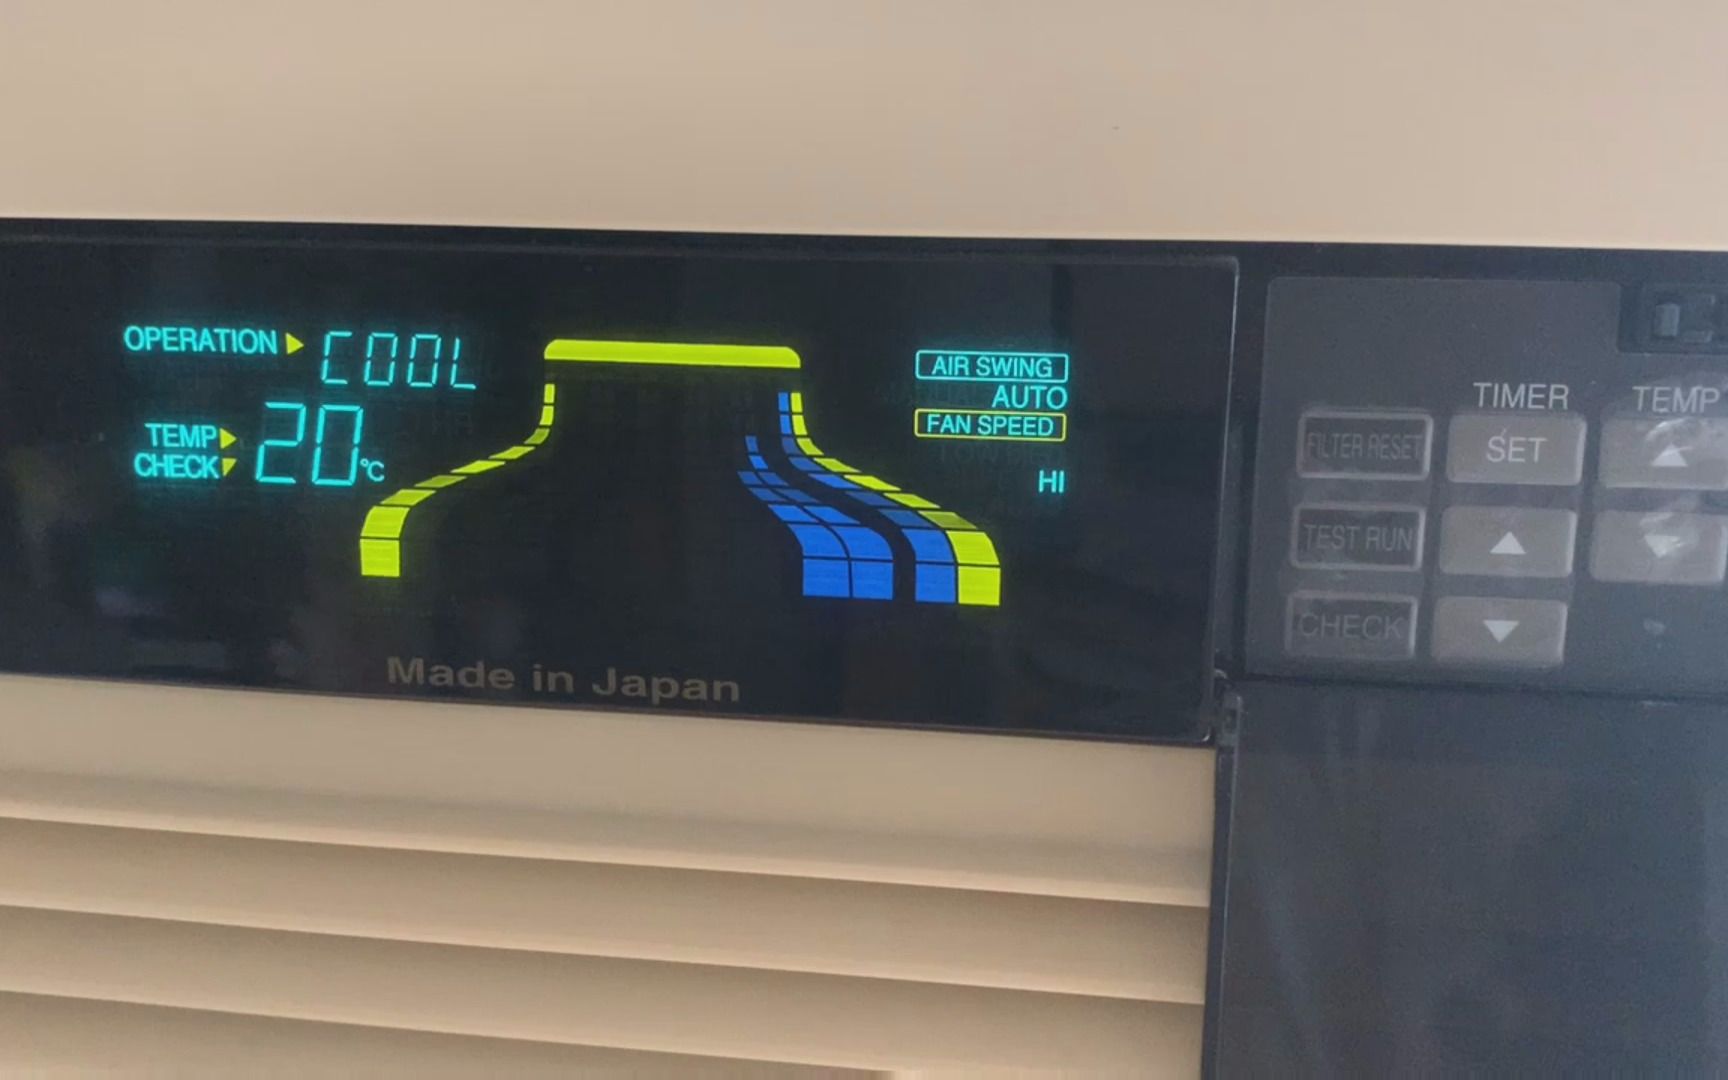 OPERATION COOL
TEMP
CHECK 20°C
AIR SWING
AUTO
FAN SPEED
HI
Made in Japan
TIMER TEMP
FILTER RESET SET
TEST RUN
CHECK